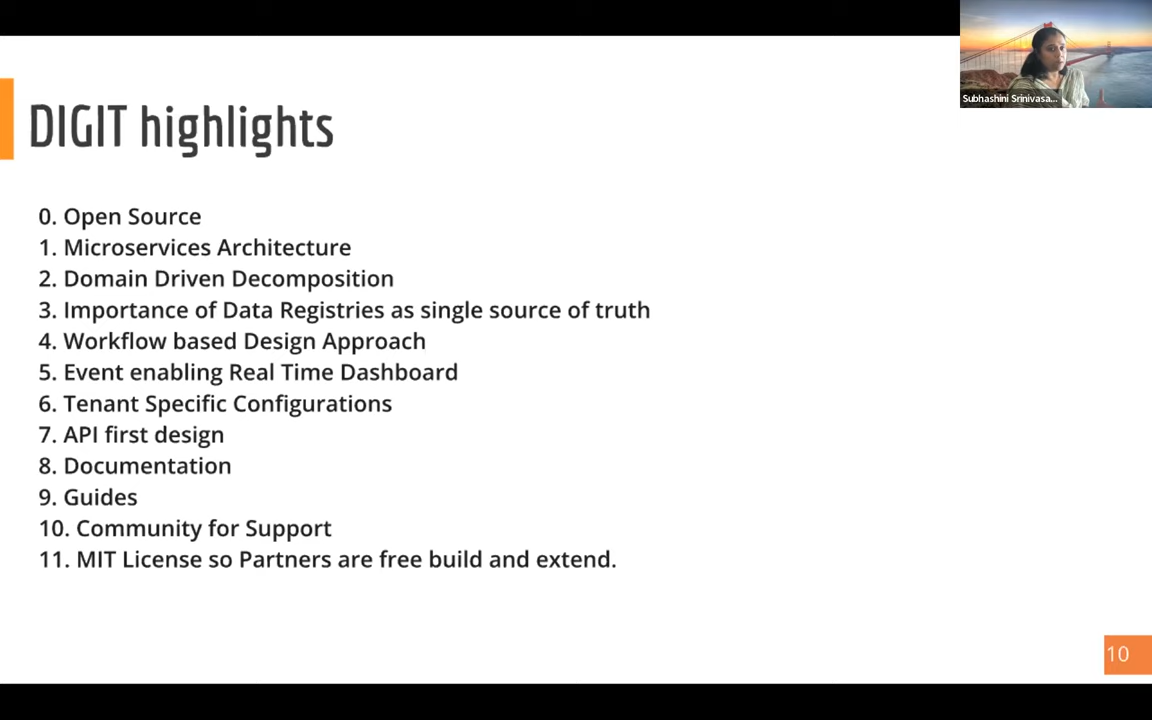 Subhashini Srinivasa...
DIGIT highlights
0. Open Source
1. Microservices Architecture
2. Domain Driven Decomposition
3. Importance of Data Registries as single source of truth
4. Workflow based Design Approach
5. Event enabling Real Time Dashboard
6. Tenant Specific Configurations
7. API first design
8. Documentation
9. Guides
10. Community for Support
11. MIT License so Partners are free build and extend.
10